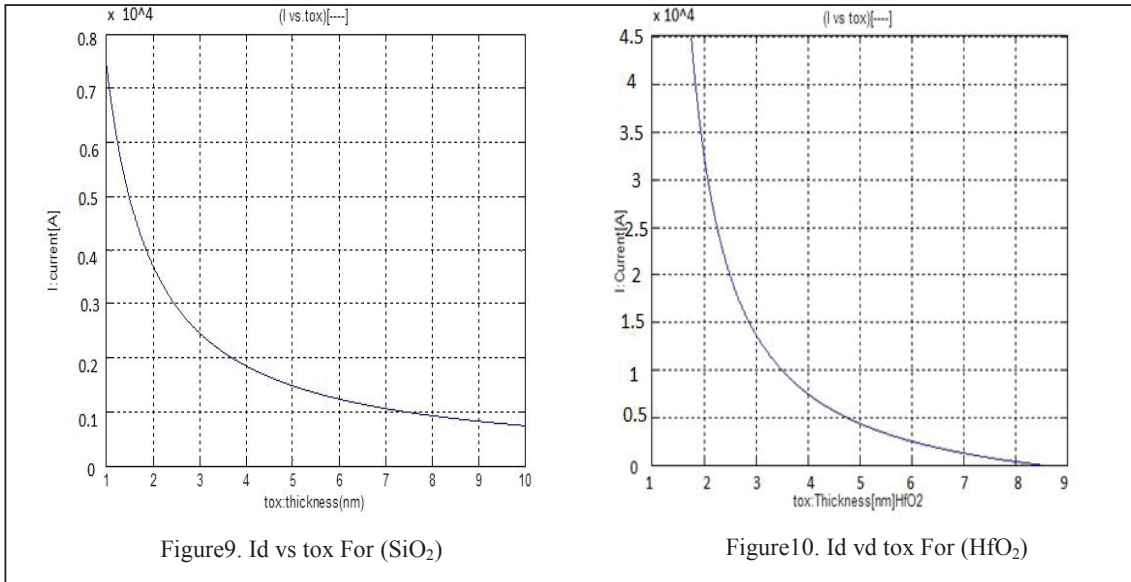 x 10^4
(I vs.tox)[----]
0.8
0.7
0.6
0.5
0.4
0.3
0.2
0.1
0
I:current[A]
1 2 3 4 5 6 7 8 9 10
tox:thickness(nm)
Figure9. Id vs tox For (SiO₂)
x 10^4
(I vs tox)[----]
4.5
4
3.5
3
2.5
2
1.5
1
0.5
0
I:Current[A]
1 2 3 4 5 6 7 8 9
tox:Thickness[nm]HfO2
Figure10. Id vd tox For (HfO₂)